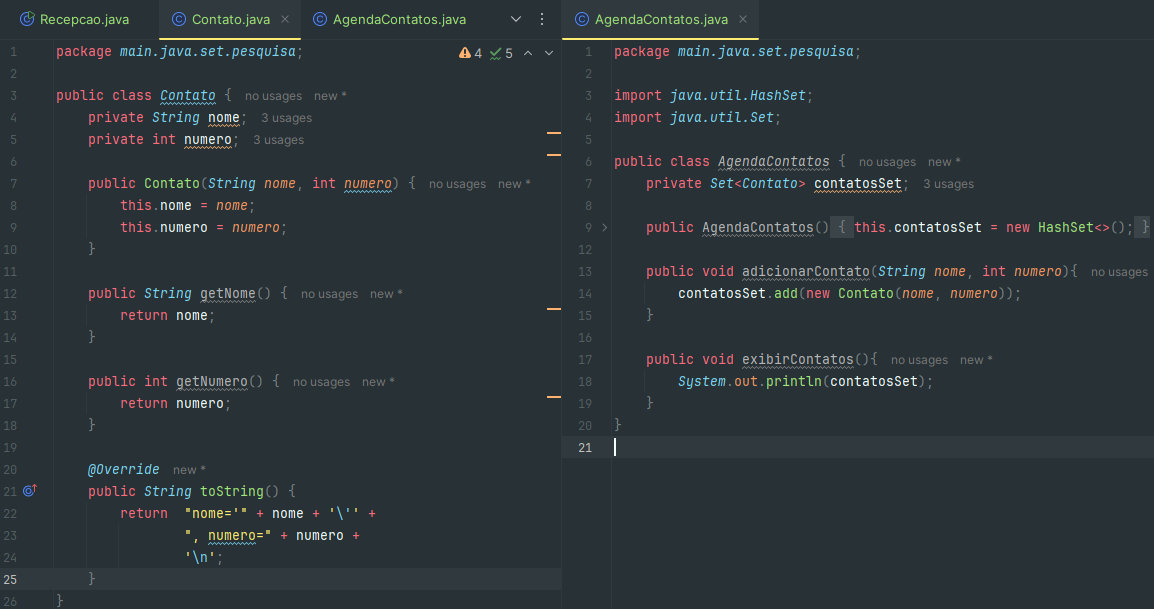 Recepcao.java Contato.java AgendaContatos.java
1 package main.java.set.pesquisa; 4 5
2
3 public class Contato { no usages new *
4 private String nome; 3 usages
5 private int numero; 3 usages
6
7 public Contato(String nome, int numero) { no usages new *
8 this.nome = nome;
9 this.numero = numero;
10 }
11
12 public String getNome() { no usages new *
13 return nome;
14 }
15
16 public int getNumero() { no usages new *
17 return numero;
18 }
19
20 @Override new *
21 public String toString() {
22 return "nome='" + nome + '\'' +
23 ", numero=" + numero +
24 '\n';
25 }
26 }
AgendaContatos.java
1 package main.java.set.pesquisa;
2
3 import java.util.HashSet;
4 import java.util.Set;
5
6 public class AgendaContatos { no usages new *
7 private Set<Contato> contatosSet; 3 usages
8
9 public AgendaContatos() { this.contatosSet = new HashSet<>(); }
12
13 public void adicionarContato(String nome, int numero){ no usages
14 contatosSet.add(new Contato(nome, numero));
15 }
16
17 public void exibirContatos(){ no usages new *
18 System.out.println(contatosSet);
19 }
20 }
21